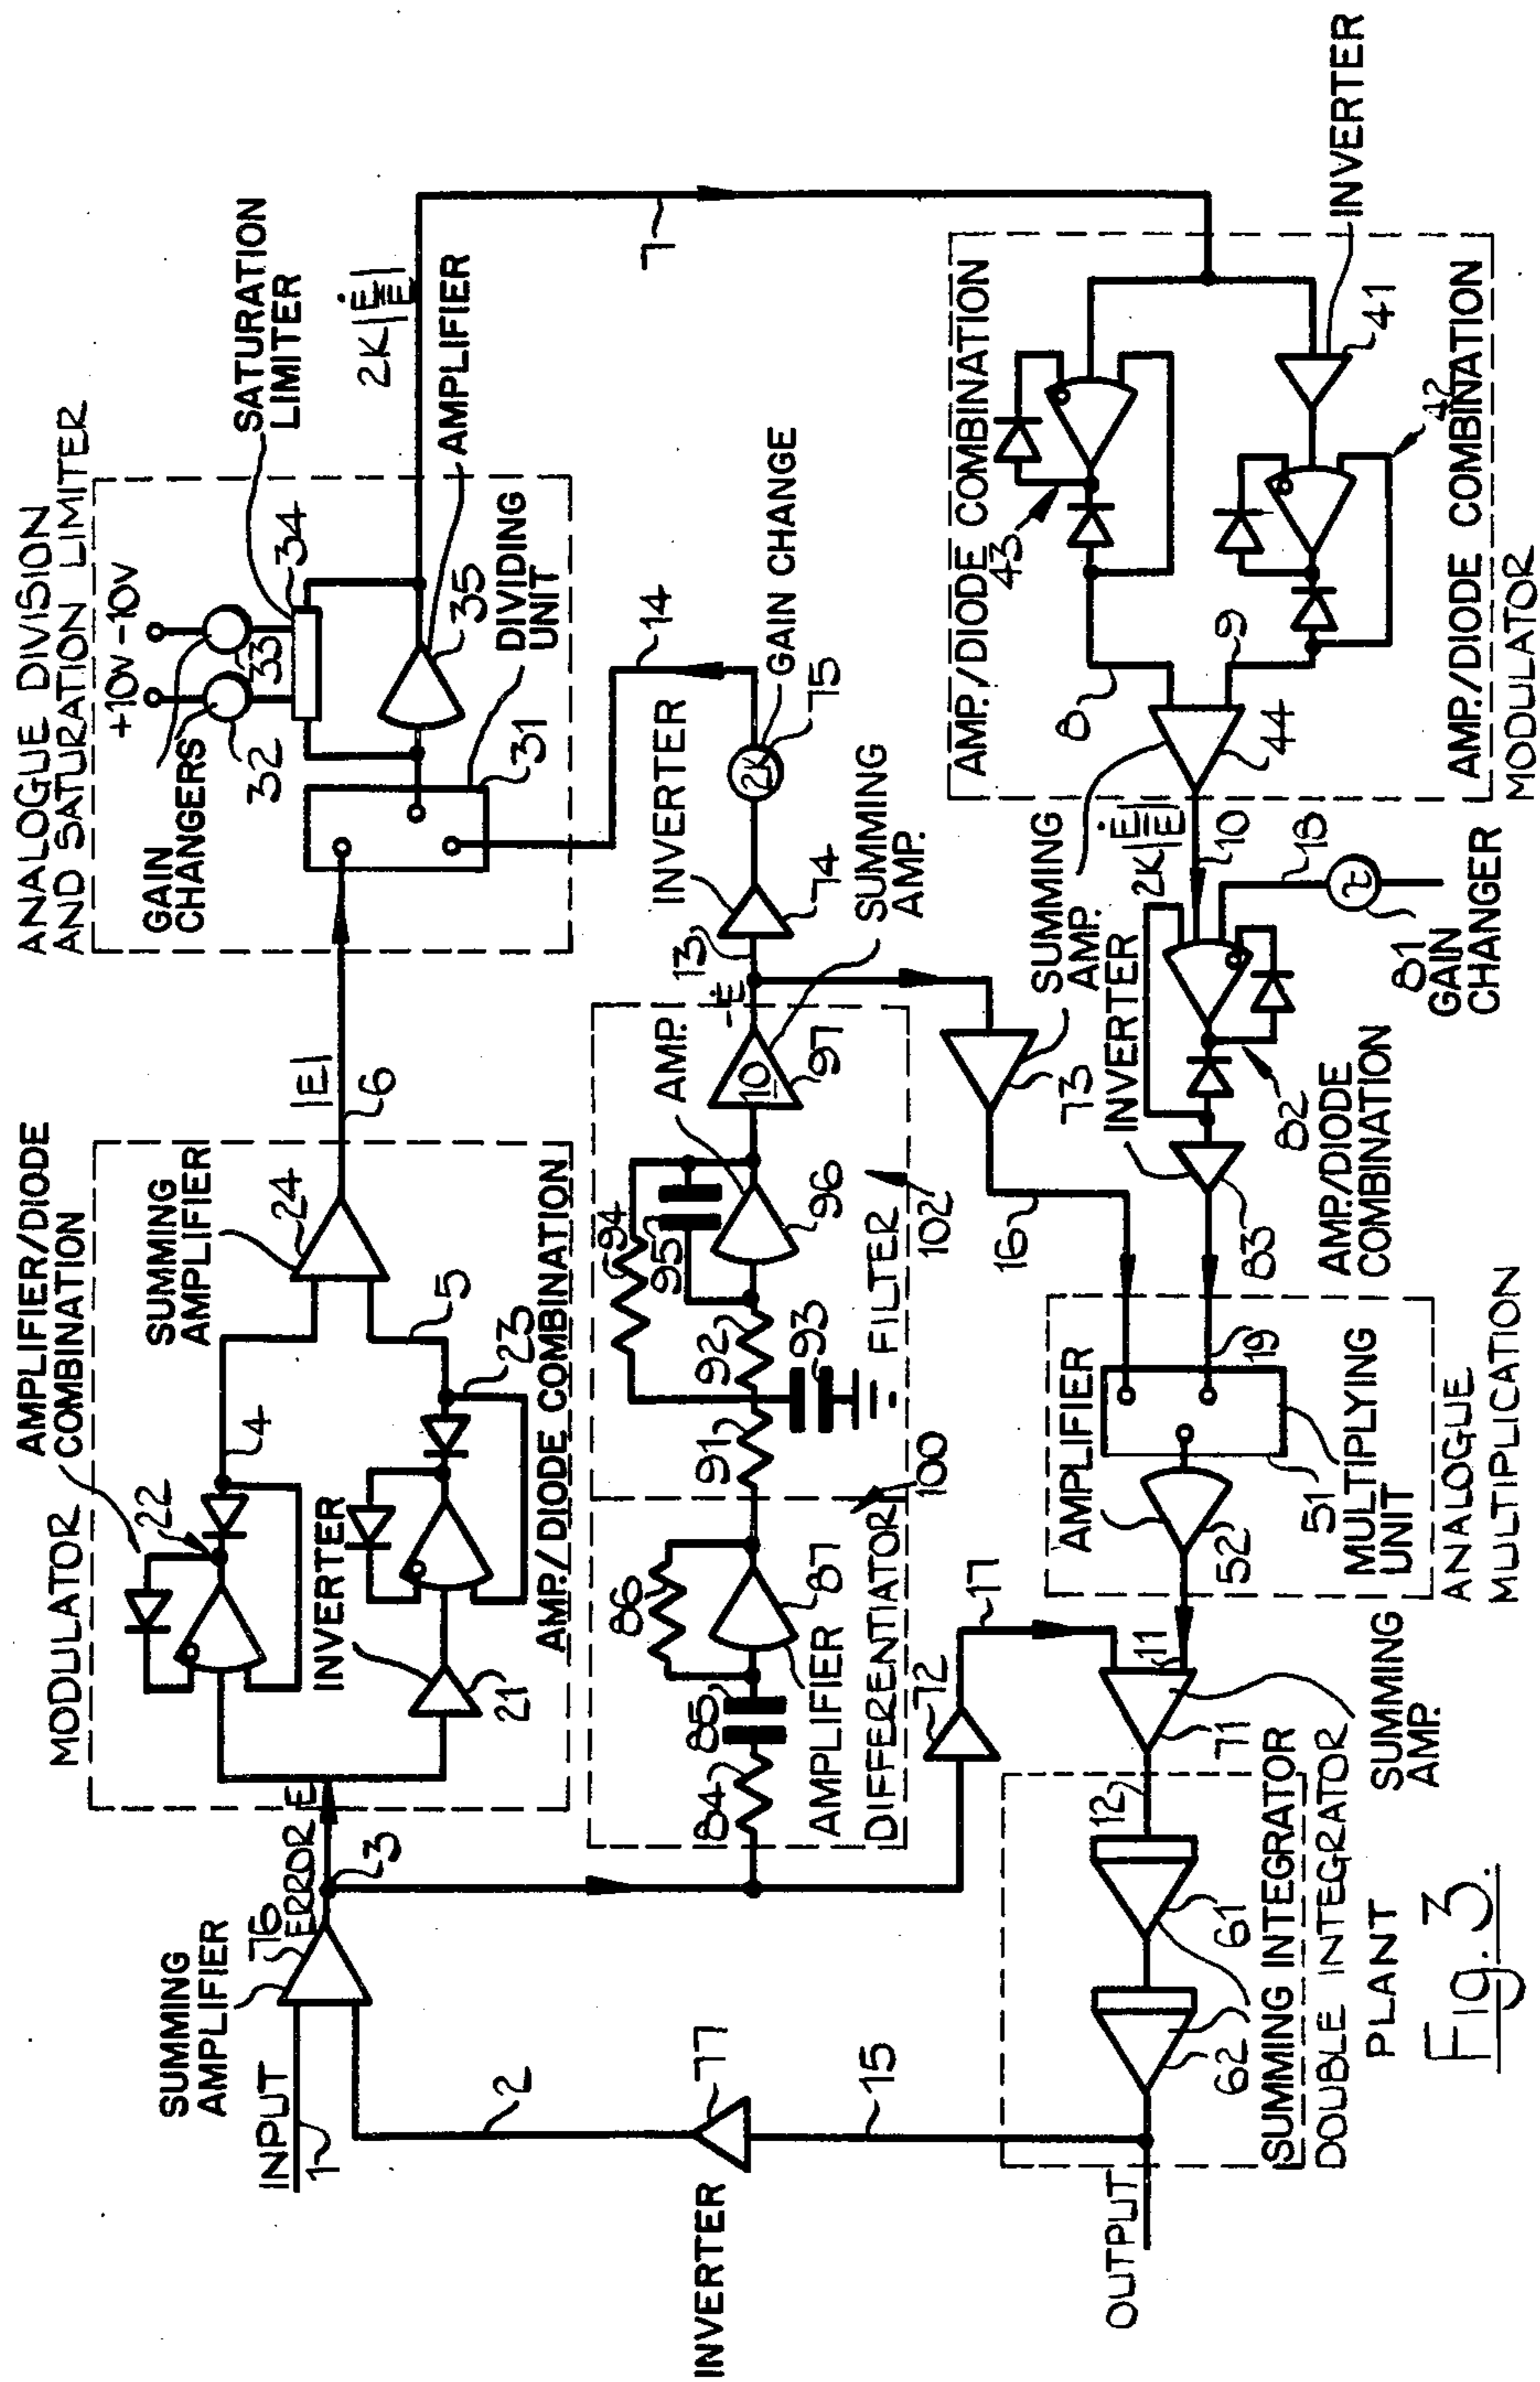 ANALOGUE DIVISION
AND SATURATION LIMITER
+10V -10V
GAIN
CHANGERS
32
33
34
SATURATION
LIMITER
35
AMPLIFIER
DIVIDING
UNIT
31
2K|Ė/E|
7
14
AMPLIFIER/DIODE
COMBINATION
MODULATOR
22
4
SUMMING
AMPLIFIER
24
|E|
6
5
23
INVERTER
21
AMP./DIODE COMBINATION
SUMMING
AMPLIFIER
76
INPUT
1
ERROR E
3
2
84
85
86
87
AMPLIFIER
DIFFERENTIATOR
100
91
92
93
94
95
96
AMP.
FILTER
102
10
97
SUMMING
AMP.
-Ė
13
INVERTER
74
2K
75
GAIN CHANGE
INVERTER
77
15
72
17
16
73
SUMMING
AMP.
AMP./DIODE COMBINATION
43
8
9
44
42
41
INVERTER
AMP./DIODE COMBINATION
MODULATOR
2K|Ė/E|
10
18
τ
81
GAIN
CHANGER
INVERTER
82
AMP./DIODE
COMBINATION
83
AMPLIFIER
19
51
MULTIPLYING
UNIT
52
ANALOGUE
MULTIPLICATION
11
71
SUMMING
AMP.
12
61
62
SUMMING INTEGRATOR
DOUBLE INTEGRATOR
PLANT
OUTPUT
Fig. 3.